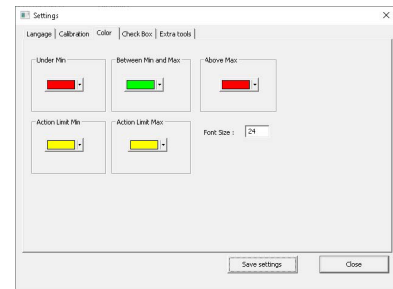 Settings
Langage Calibration Color Check Box Extra tools
Under Min Between Min and Max Above Max
Action Limit Min Action Limit Max
Font Size : 24
Save settings Close